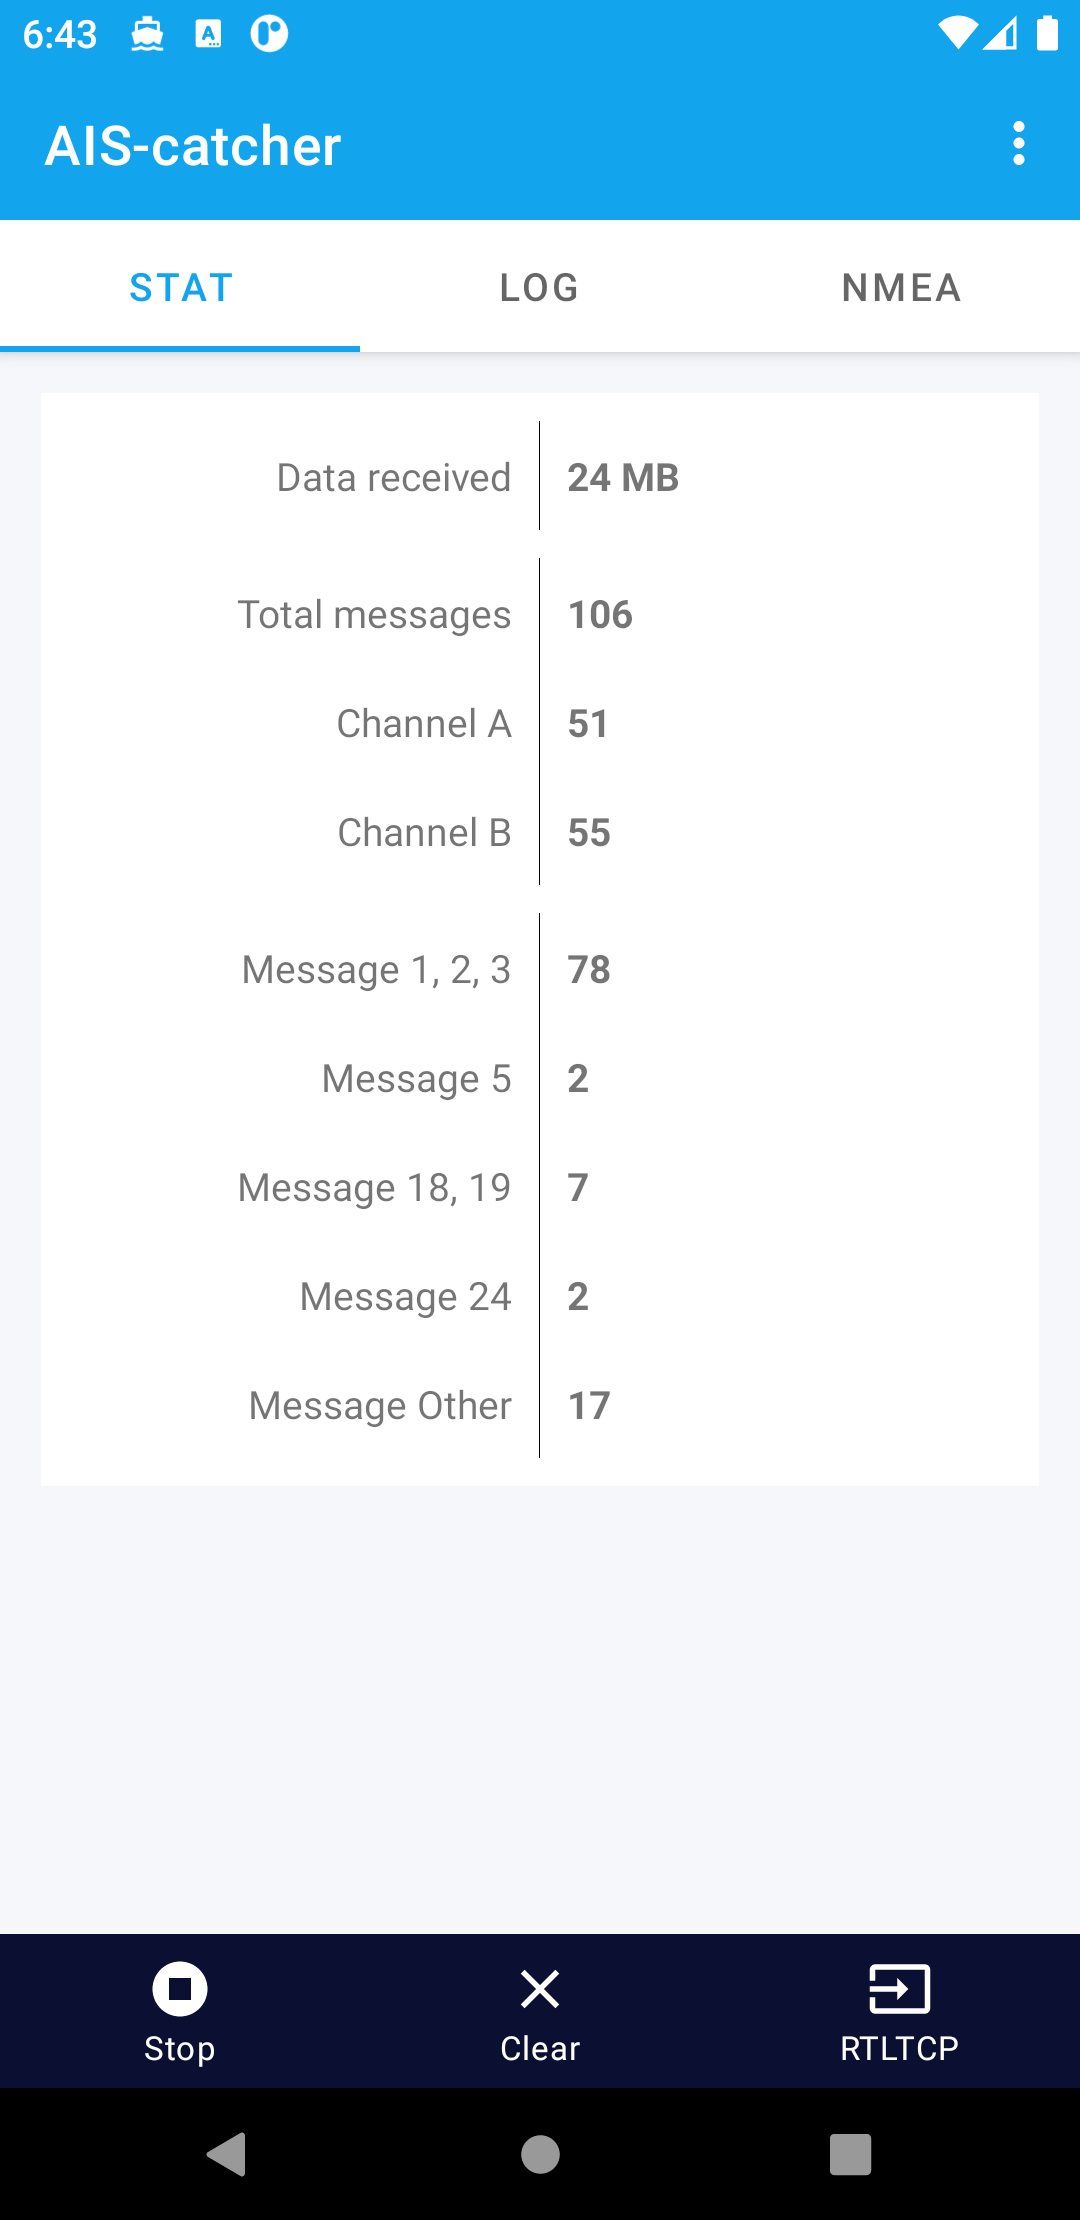 6:43
AIS-catcher
STAT LOG NMEA
Data received 24 MB
Total messages 106
Channel A 51
Channel B 55
Message 1, 2, 3 78
Message 5 2
Message 18, 19 7
Message 24 2
Message Other 17
Stop Clear RTLTCP